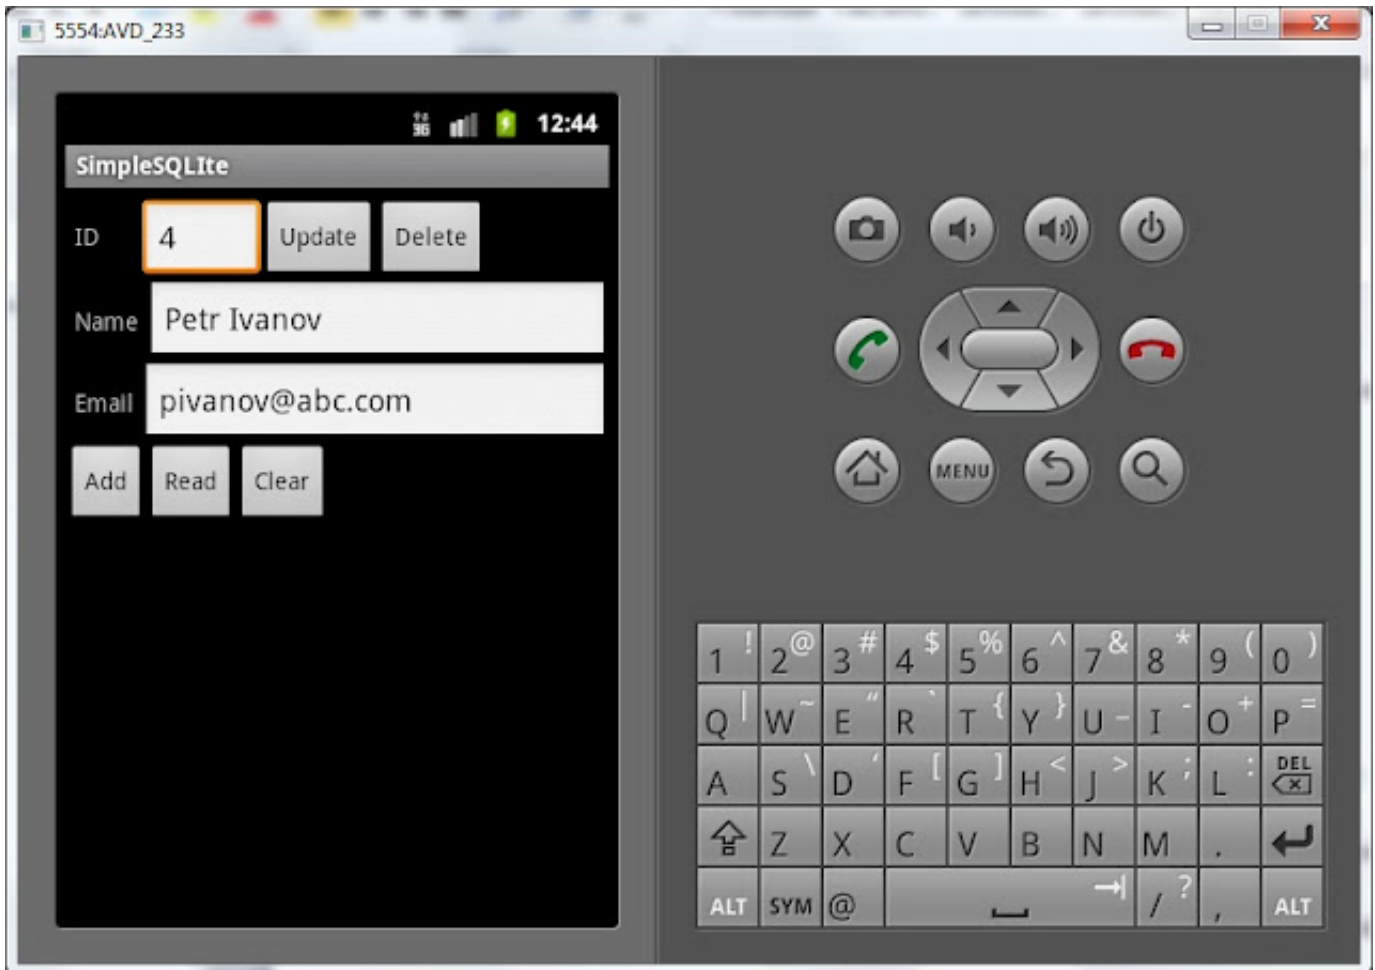 5554:AVD_233
3G 12:44
SimpleSQLIte
ID 4 Update Delete
Name Petr Ivanov
Email pivanov@abc.com
Add Read Clear
MENU
1 ! 2 @ 3 # 4 $ 5 % 6 ^ 7 & 8 * 9 ( 0 )
Q | W ~ E “ R ` T { Y } U _ I - O + P =
A S \ D ‘ F [ G ] H < J > K ; L : DEL
Z X C V B N M .
ALT SYM @ / ? , ALT